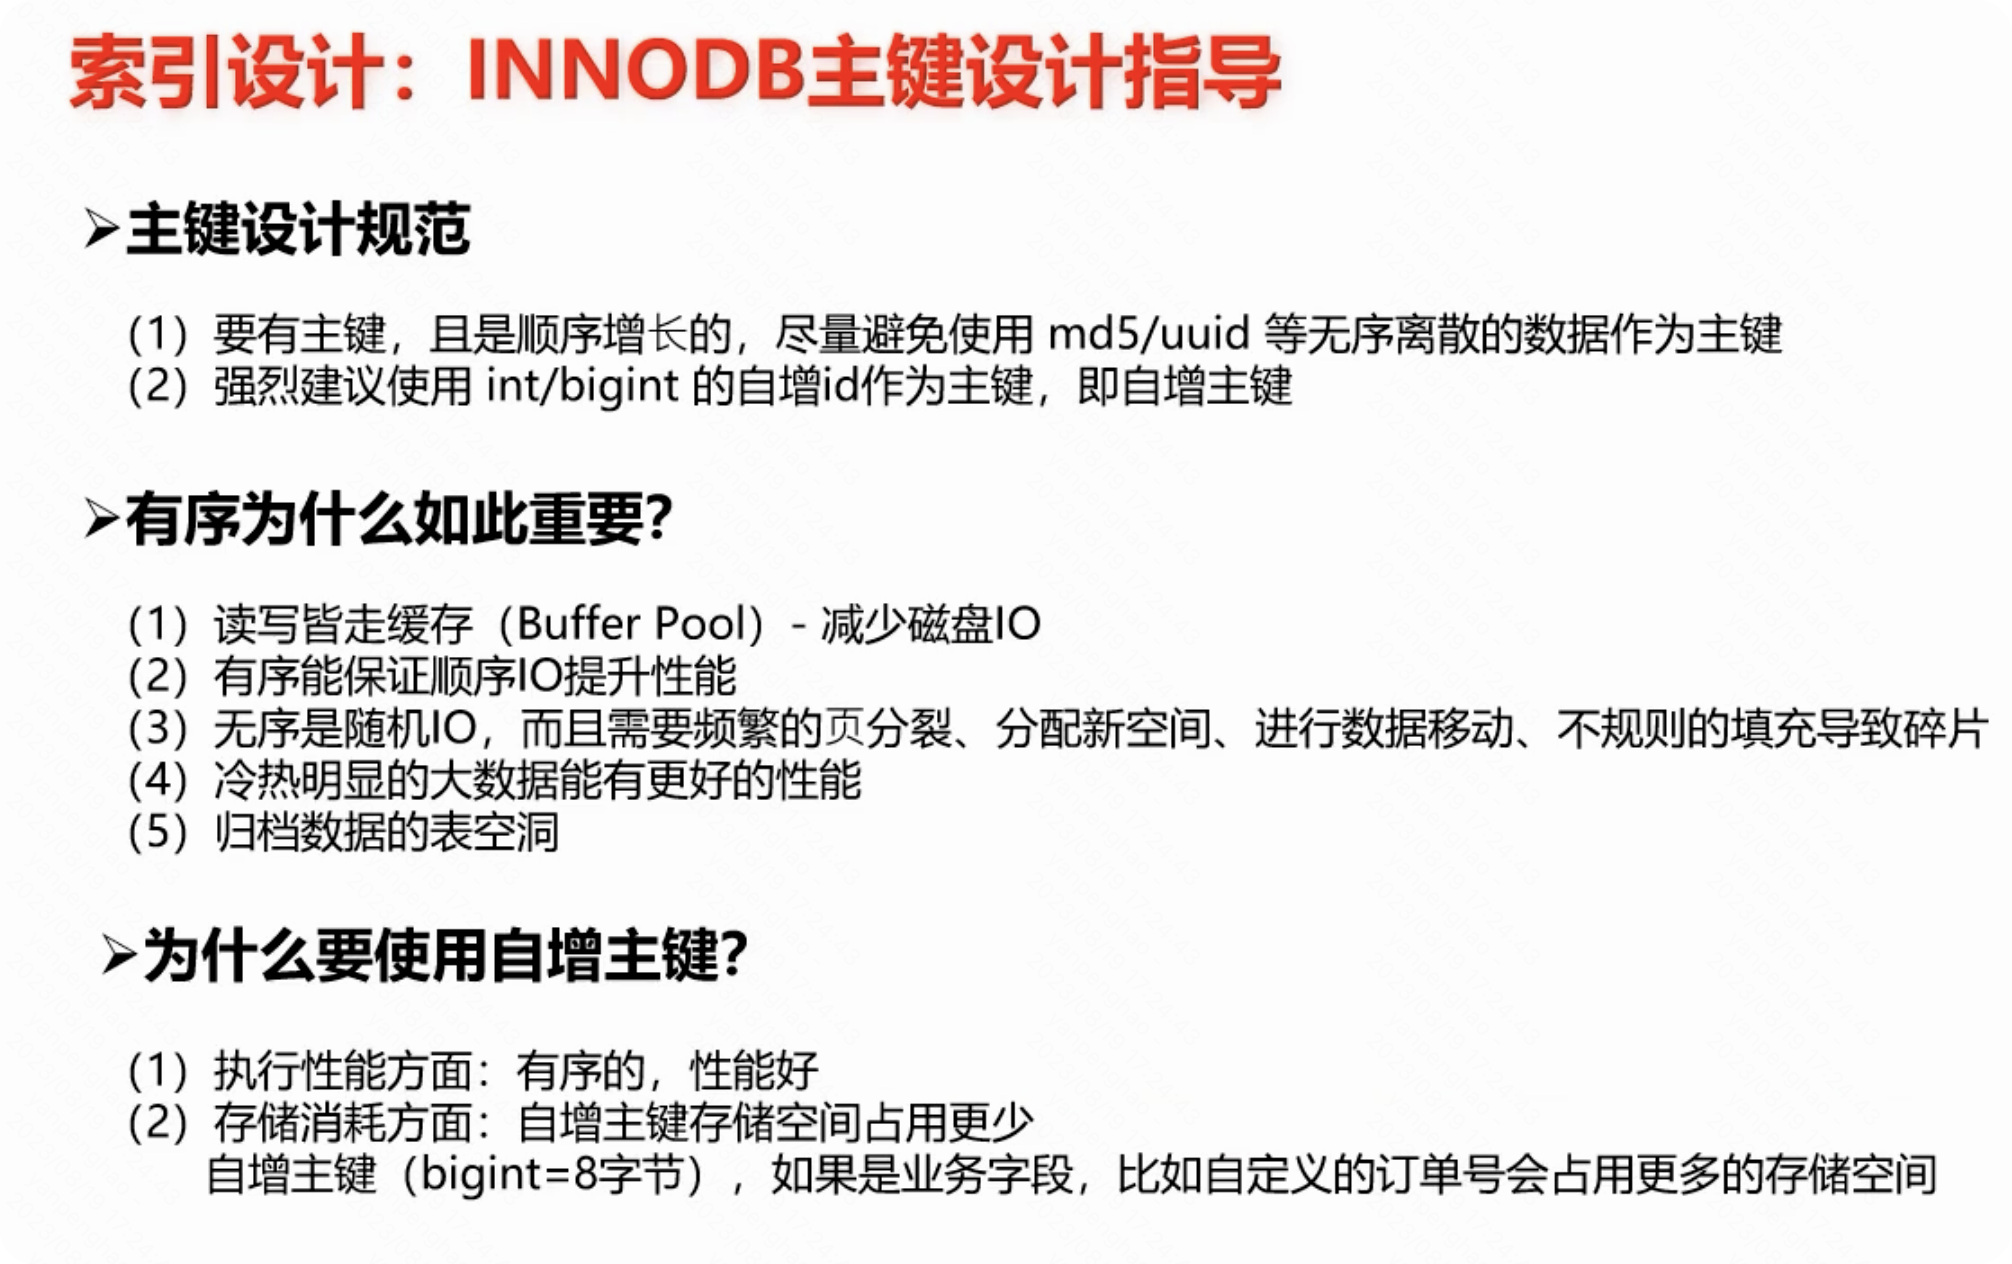 索引设计：INNODB主键设计指导
➢主键设计规范
（1）要有主键，且是顺序增长的，尽量避免使用 md5/uuid 等无序离散的数据作为主键
（2）强烈建议使用 int/bigint 的自增id作为主键，即自增主键
➢有序为什么如此重要？
（1）读写皆走缓存（Buffer Pool）- 减少磁盘IO
（2）有序能保证顺序IO提升性能
（3）无序是随机IO，而且需要频繁的页分裂、分配新空间、进行数据移动、不规则的填充导致碎片
（4）冷热明显的大数据能有更好的性能
（5）归档数据的表空洞
➢为什么要使用自增主键？
（1）执行性能方面：有序的，性能好
（2）存储消耗方面：自增主键存储空间占用更少
自增主键（bigint=8字节），如果是业务字段，比如自定义的订单号会占用更多的存储空间